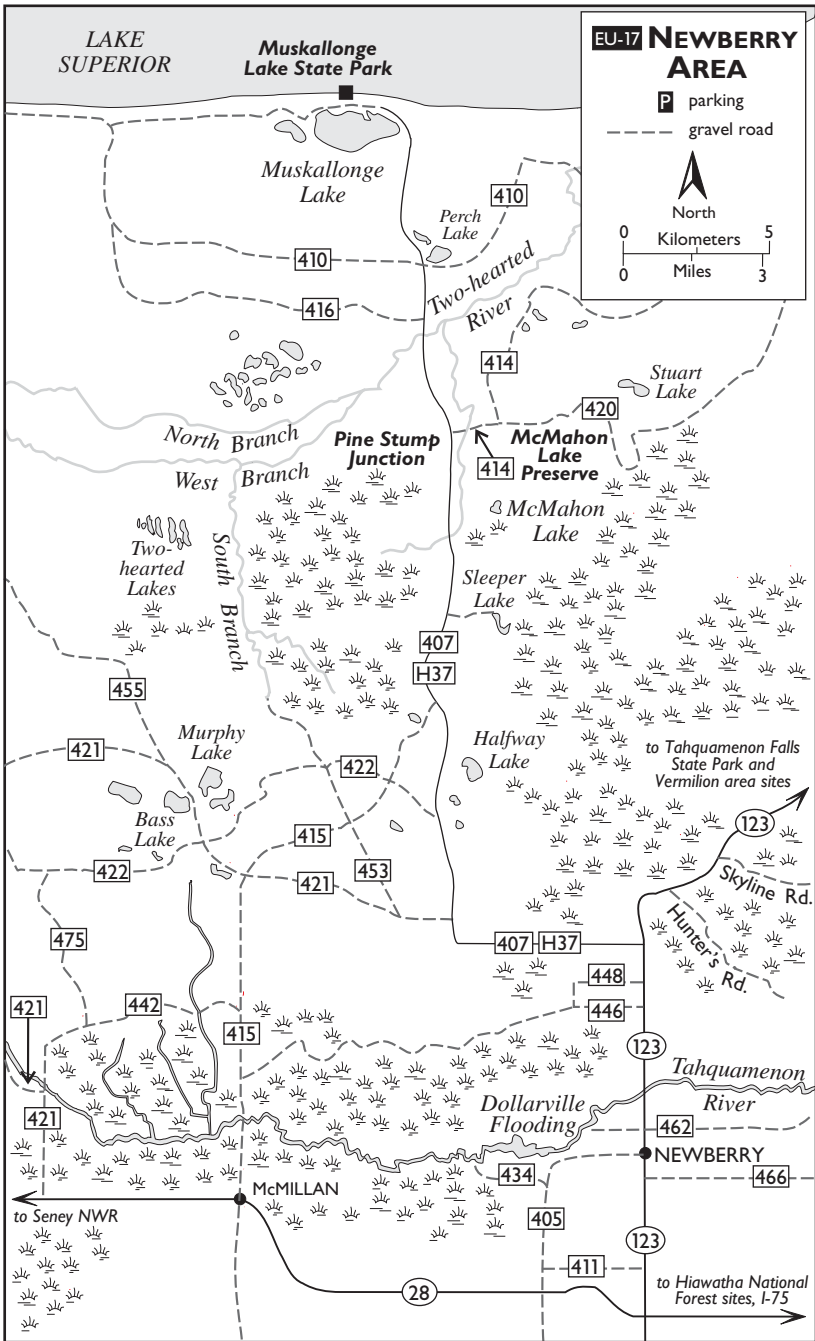 LAKE
SUPERIOR
Muskallonge
Lake State Park
EU-17 NEWBERRY
AREA
P parking
gravel road
North
0 5
Kilometers
0 3
Miles
Muskallonge
Lake
410
Perch
Lake
410
416
Two-hearted
River
414
Stuart
Lake
420
North Branch
Pine Stump
Junction
414
McMahon
Lake
Preserve
West Branch
McMahon
Lake
Two-
hearted
Lakes
South
Branch
Sleeper
Lake
407
H37
455
421
Murphy
Lake
422
Halfway
Lake
to Tahquamenon Falls
State Park and
Vermilion area sites
Bass
Lake
415
123
422
421
453
Skyline Rd.
Hunter's Rd.
475
407 H37
448
421
442
415
446
123
Tahquamenon
River
421
Dollarville
Flooding
462
NEWBERRY
434
466
McMILLAN
to Seney NWR
405
123
411
28
to Hiawatha National
Forest sites, I-75